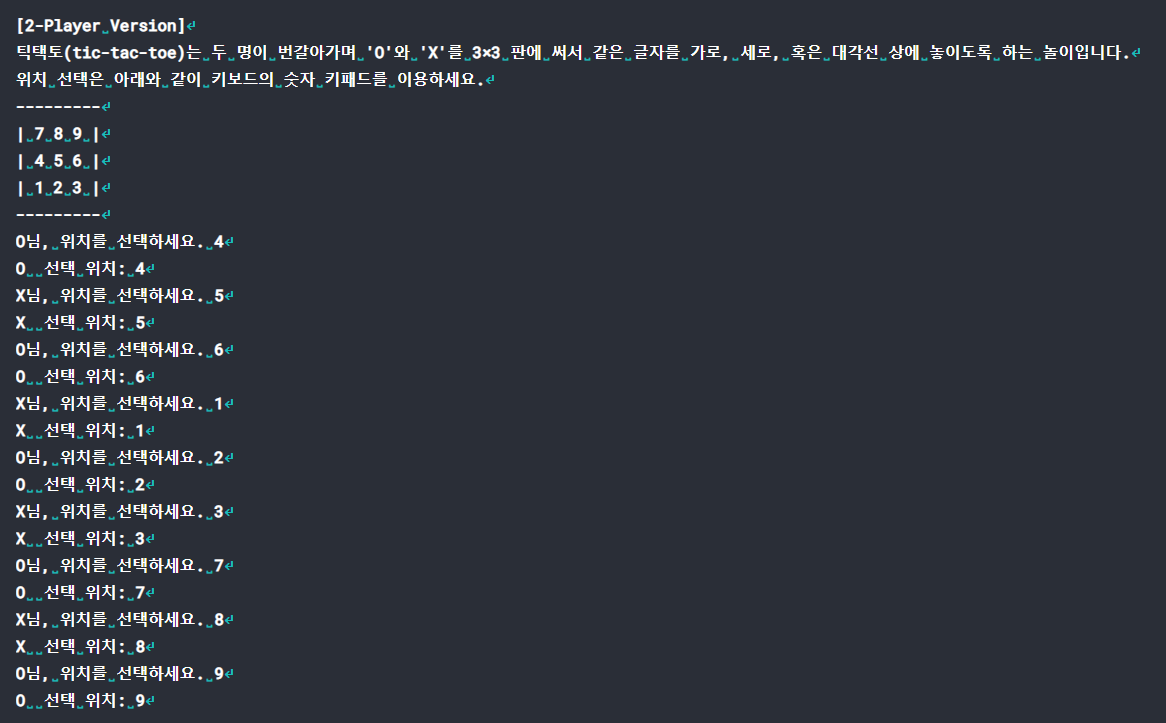 [2-Player Version]
틱택토(tic-tac-toe)는 두 명이 번갈아가며 'O'와 'X'를 3×3 판에 써서 같은 글자를 가로, 세로, 혹은 대각선 상에 놓이도록 하는 놀이입니다.
위치 선택은 아래와 같이 키보드의 숫자 키패드를 이용하세요.
---------
| 7 8 9 |
| 4 5 6 |
| 1 2 3 |
---------
O님, 위치를 선택하세요. 4
O  선택 위치: 4
X님, 위치를 선택하세요. 5
X  선택 위치: 5
O님, 위치를 선택하세요. 6
O  선택 위치: 6
X님, 위치를 선택하세요. 1
X  선택 위치: 1
O님, 위치를 선택하세요. 2
O  선택 위치: 2
X님, 위치를 선택하세요. 3
X  선택 위치: 3
O님, 위치를 선택하세요. 7
O  선택 위치: 7
X님, 위치를 선택하세요. 8
X  선택 위치: 8
O님, 위치를 선택하세요. 9
O  선택 위치: 9